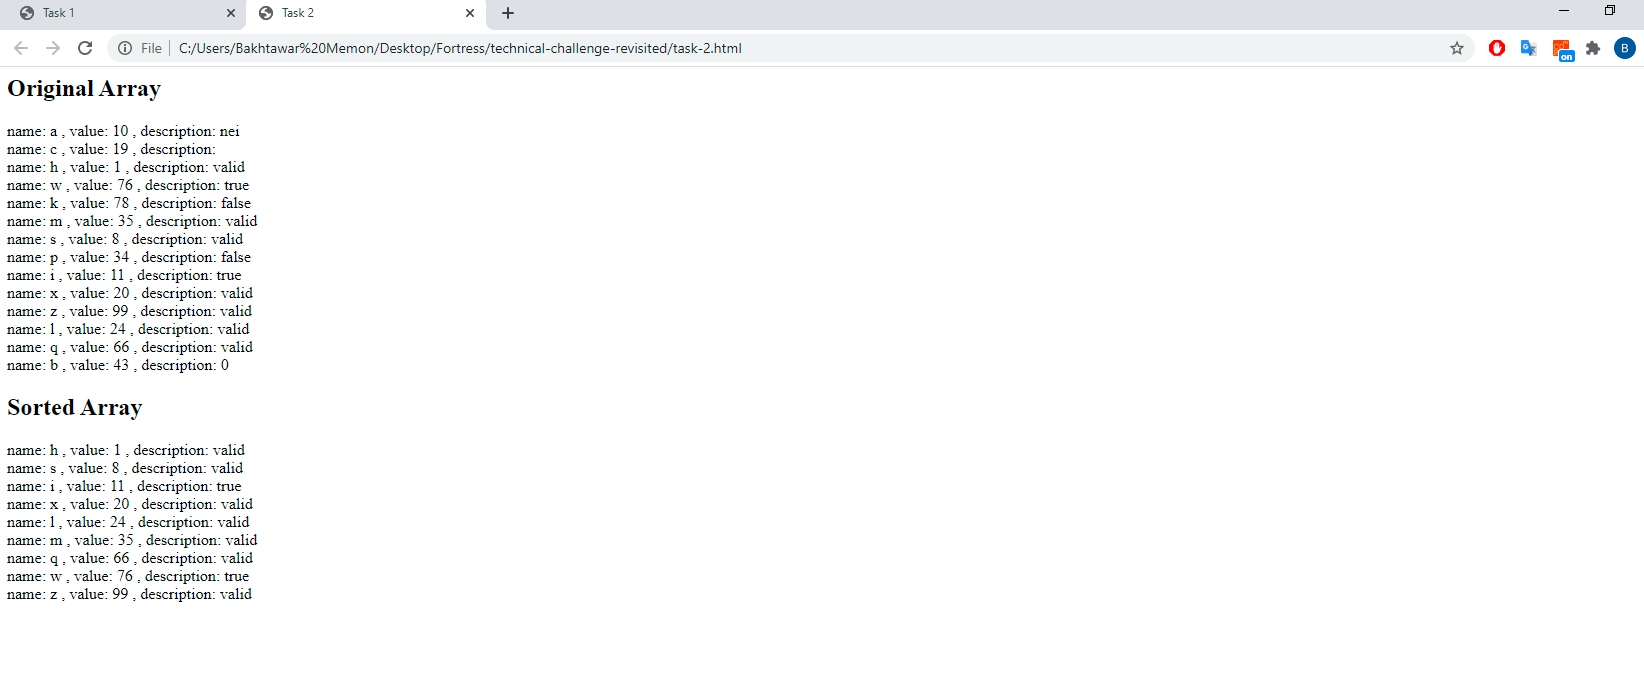 Task 1
Task 2
File | C:/Users/Bakhtawar%20Memon/Desktop/Fortress/technical-challenge-revisited/task-2.html
on
B
Original Array
name: a , value: 10 , description: nei
name: c , value: 19 , description:
name: h , value: 1 , description: valid
name: w , value: 76 , description: true
name: k , value: 78 , description: false
name: m , value: 35 , description: valid
name: s , value: 8 , description: valid
name: p , value: 34 , description: false
name: i , value: 11 , description: true
name: x , value: 20 , description: valid
name: z , value: 99 , description: valid
name: l , value: 24 , description: valid
name: q , value: 66 , description: valid
name: b , value: 43 , description: 0
Sorted Array
name: h , value: 1 , description: valid
name: s , value: 8 , description: valid
name: i , value: 11 , description: true
name: x , value: 20 , description: valid
name: l , value: 24 , description: valid
name: m , value: 35 , description: valid
name: q , value: 66 , description: valid
name: w , value: 76 , description: true
name: z , value: 99 , description: valid